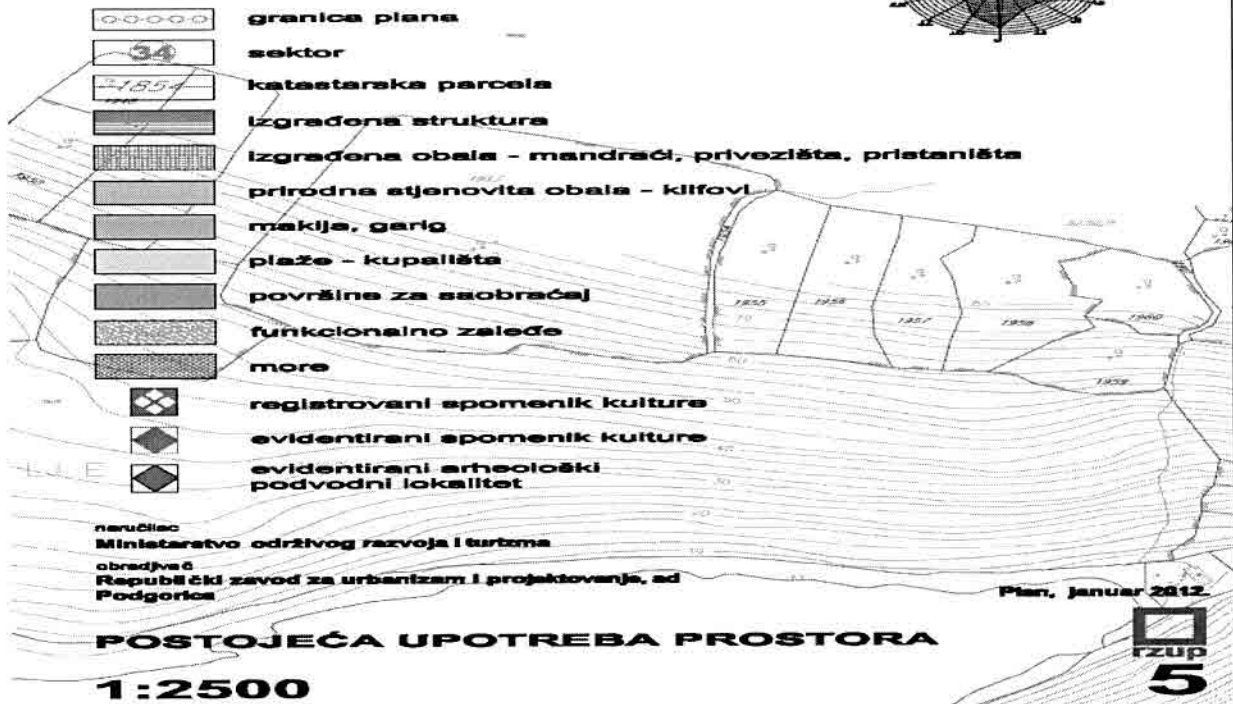 granica plana
34
sektor
1854
katastarska parcela
izgrađena struktura
izgrađena obala - mandraći, privezišta, pristaništa
prirodna stjenovita obala - klifovi
makija, garig
plaže - kupališta
površine za saobraćaj
funkcionalno zaleđe
more
registrovani spomenik kulture
evidentirani spomenik kulture
evidentirani arheološki
podvodni lokalitet
1955
1956
1957
1958
1960
1959
naručilac
Ministarstvo održivog razvoja i turizma
obradjivač
Republički zavod za urbanizam i projektovanje, ad
Podgorica
Plan, januar 2012.
POSTOJEĆA UPOTREBA PROSTORA
rzup
1:2500
5